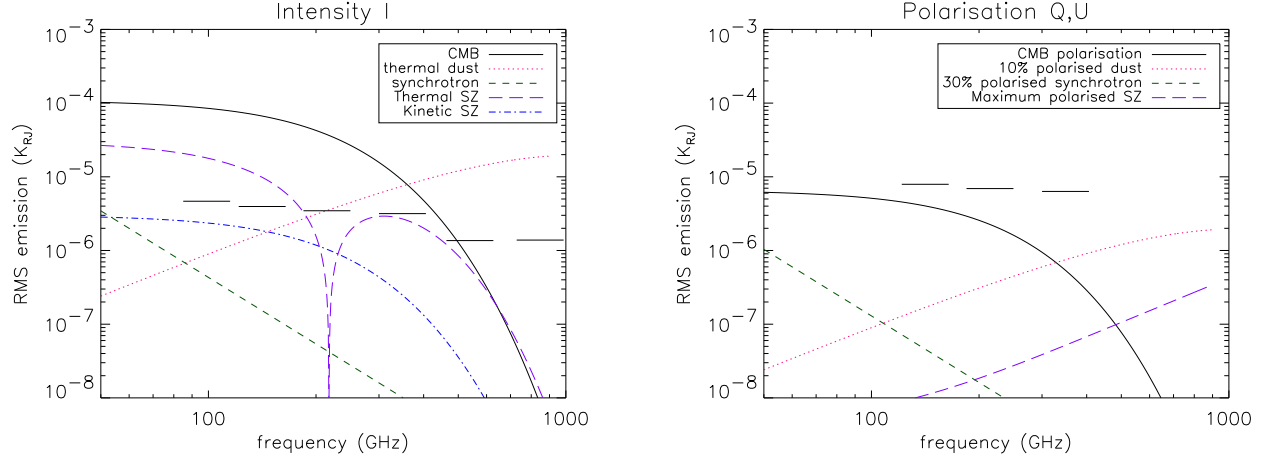 Intensity I
10⁻³
10⁻⁴
10⁻⁵
10⁻⁶
10⁻⁷
10⁻⁸
RMS emission (K_RJ)
CMB
thermal dust
synchrotron
Thermal SZ
Kinetic SZ
100
1000
frequency (GHz)
Polarisation Q,U
10⁻³
10⁻⁴
10⁻⁵
10⁻⁶
10⁻⁷
10⁻⁸
RMS emission (K_RJ)
CMB polarisation
10% polarised dust
30% polarised synchrotron
Maximum polarised SZ
100
1000
frequency (GHz)